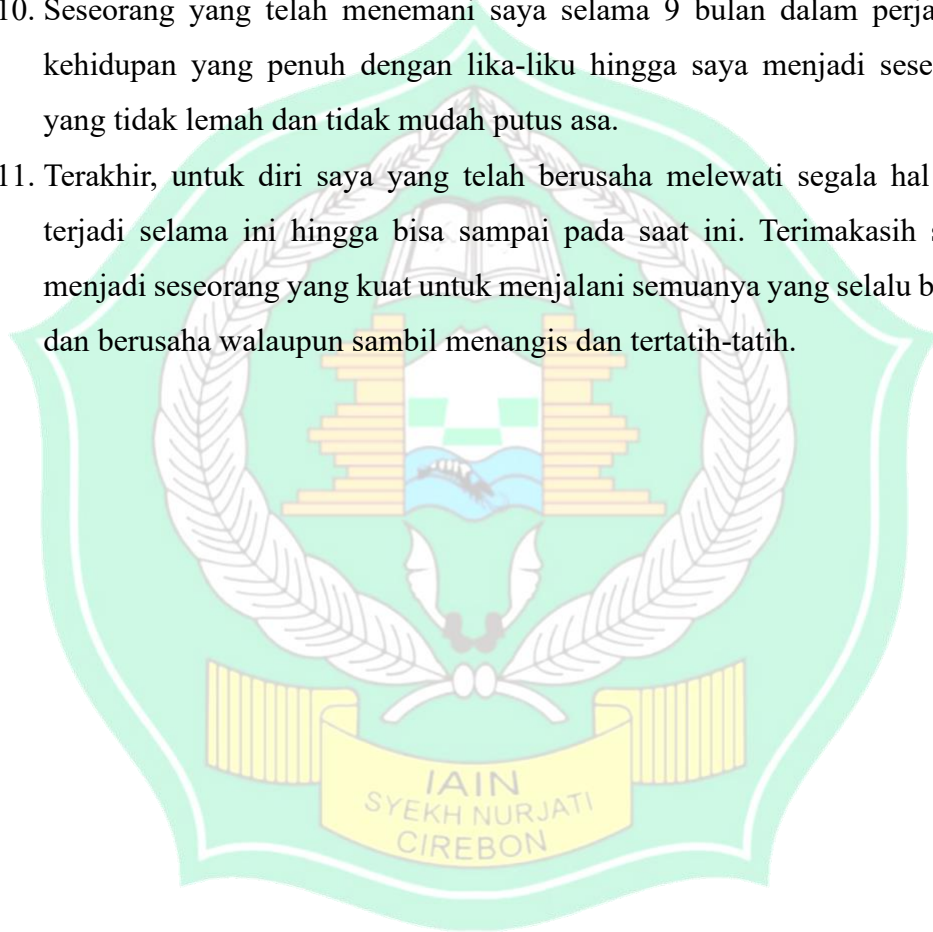 10. Seseorang yang telah menemani saya selama 9 bulan dalam
kehidupan yang penuh dengan lika-liku hingga saya menjadi
yang tidak lemah dan tidak mudah putus asa.
11. Terakhir, untuk diri saya yang telah berusaha melewati segala hal
terjadi selama ini hingga bisa sampai pada saat ini. Terimakasih
menjadi seseorang yang kuat untuk menjalani semuanya yang selalu
dan berusaha walaupun sambil menangis dan tertatih-tatih.
IAIN
SYEKH NURJATI
CIREBON